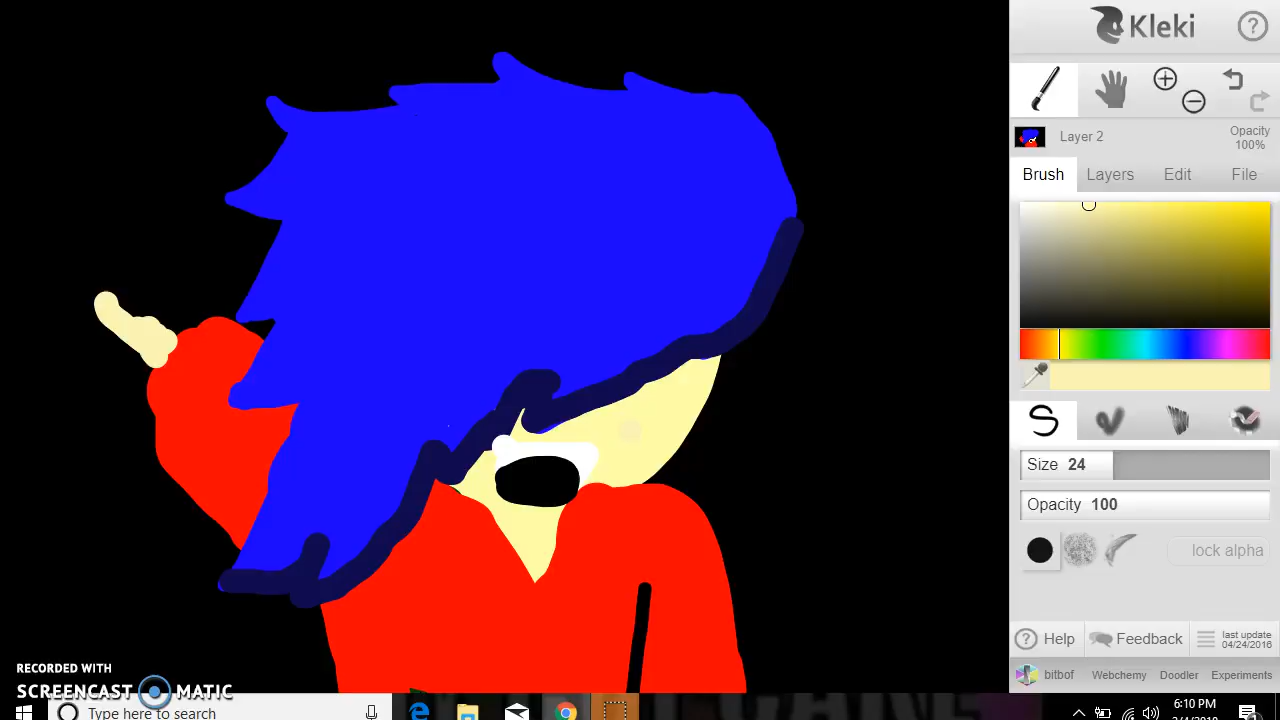 Kleki
Layer 2
Opacity
100%
Brush
Layers
Edit
File
Size 24
Opacity 100
lock alpha
Help
Feedback
last update
04/24/2016
bitbof
Webchemy
Doodler
Experiments
RECORDED WITH
SCREENCAST MATIC
Type here to search
6:10 PM